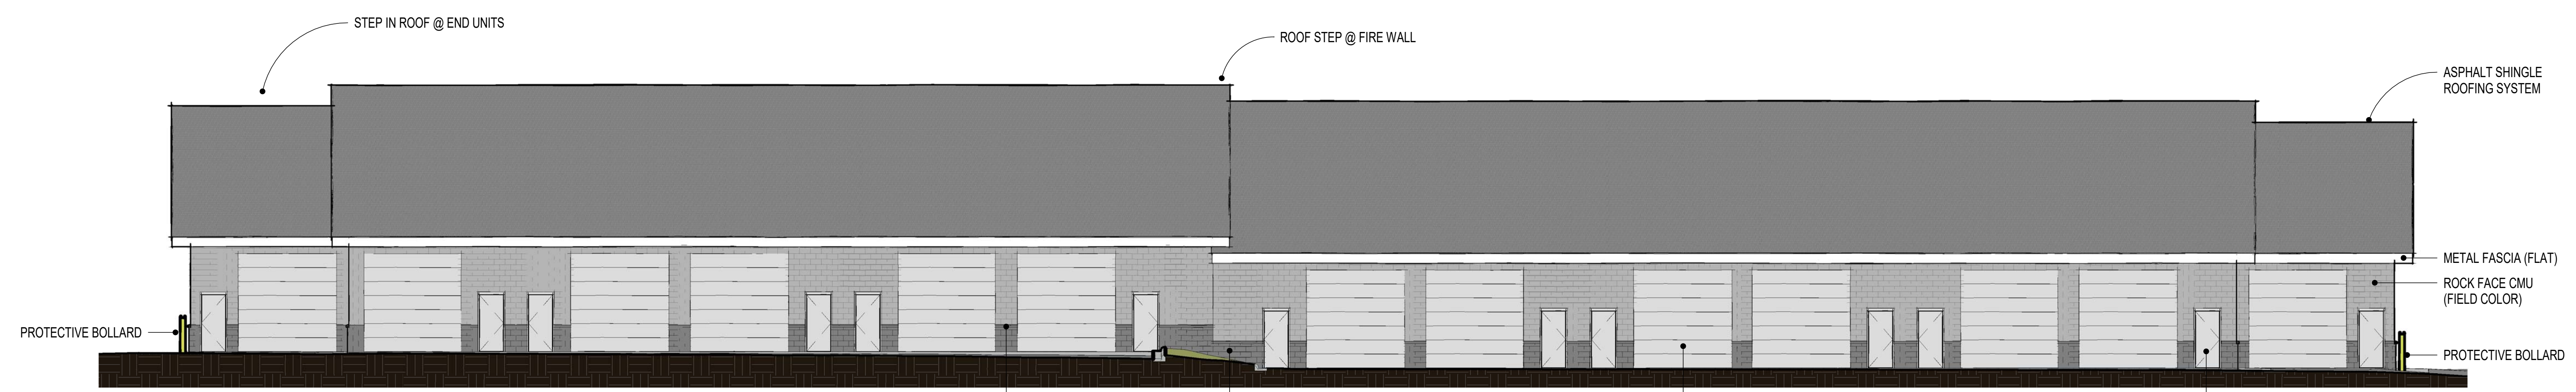 STEP IN ROOF @ END UNITS
ROOF STEP @ FIRE WALL
ASPHALT SHINGLE
ROOFING SYSTEM
METAL FASCIA (FLAT)
ROCK FACE CMU
(FIELD COLOR)
PROTECTIVE BOLLARD
PROTECTIVE BOLLARD